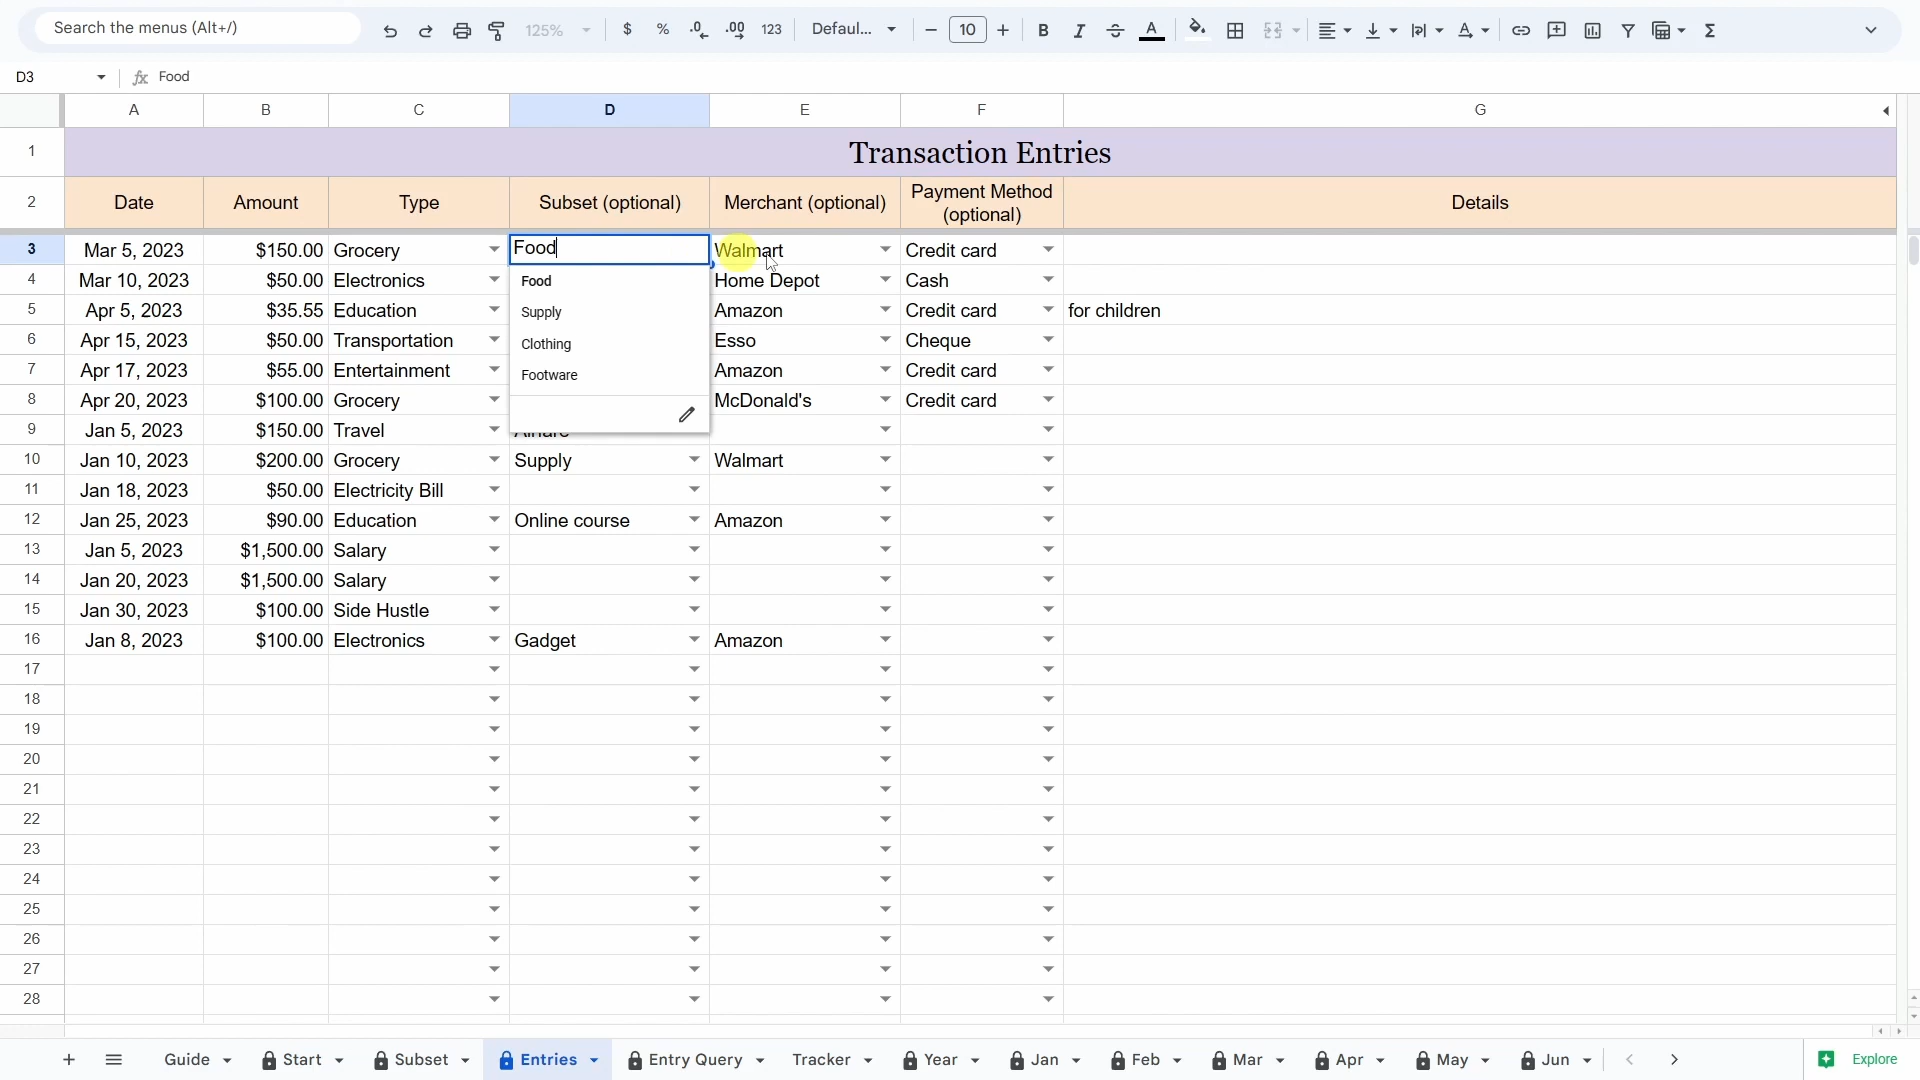 Search the menus (Alt+/)
125%
$ % .0 .00 123 Defaul... 10 B I S A
D3 fx Food
A B C D E F G
1 Transaction Entries
2 Date Amount Type Subset (optional) Merchant (optional) Payment Method (optional) Details
3 Mar 5, 2023 $150.00 Grocery Food Walmart Credit card
4 Mar 10, 2023 $50.00 Electronics Food Home Depot Cash
5 Apr 5, 2023 $35.55 Education Supply Amazon Credit card for children
6 Apr 15, 2023 $50.00 Transportation Clothing Esso Cheque
7 Apr 17, 2023 $55.00 Entertainment Footware Amazon Credit card
8 Apr 20, 2023 $100.00 Grocery McDonald's Credit card
9 Jan 5, 2023 $150.00 Travel
10 Jan 10, 2023 $200.00 Grocery Supply Walmart
11 Jan 18, 2023 $50.00 Electricity Bill
12 Jan 25, 2023 $90.00 Education Online course Amazon
13 Jan 5, 2023 $1,500.00 Salary
14 Jan 20, 2023 $1,500.00 Salary
15 Jan 30, 2023 $100.00 Side Hustle
16 Jan 8, 2023 $100.00 Electronics Gadget Amazon
17
18
19
20
21
22
23
24
25
26
27
28
Guide Start Subset Entries Entry Query Tracker Year Jan Feb Mar Apr May Jun Explore